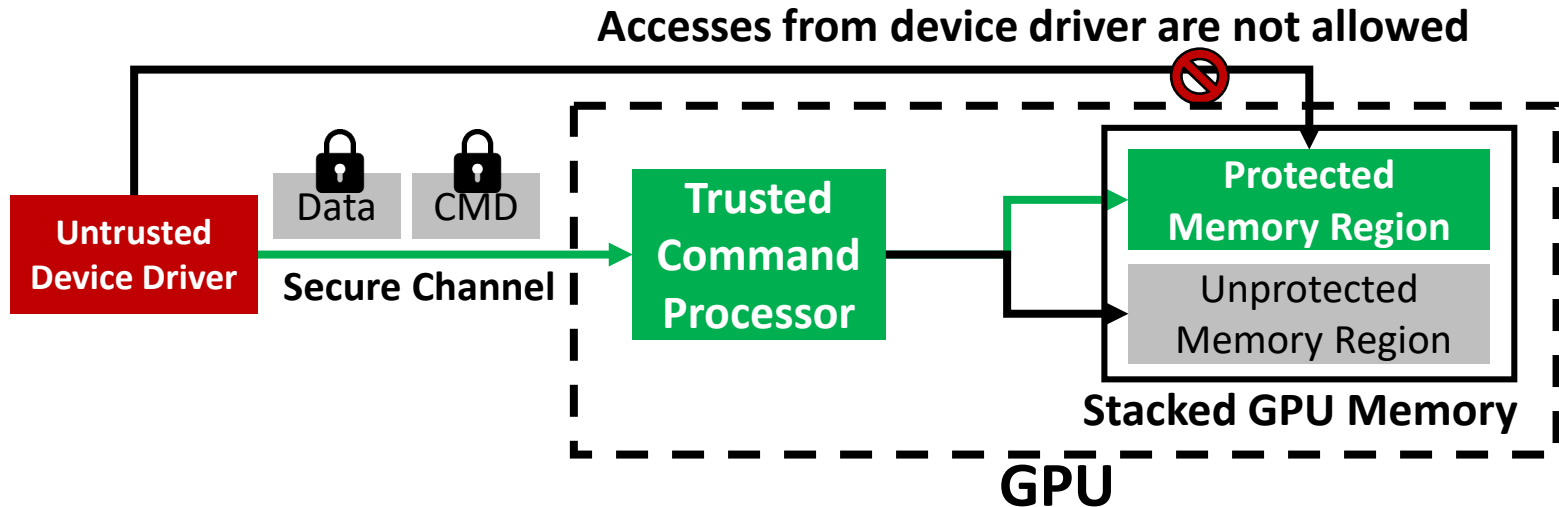 Accesses from device driver are not allowed
Data
CMD
Untrusted
Device Driver
Secure Channel
Trusted
Command
Processor
Protected
Memory Region
Unprotected
Memory Region
Stacked GPU Memory
GPU